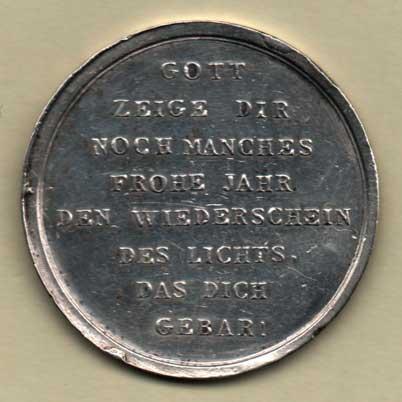 GOTT
ZEIGE DIR
NOCH MANCHES
FROHE JAHR
DEN WIEDERSCHEIN
DES LICHTS,
DAS DICH
GEBAR!